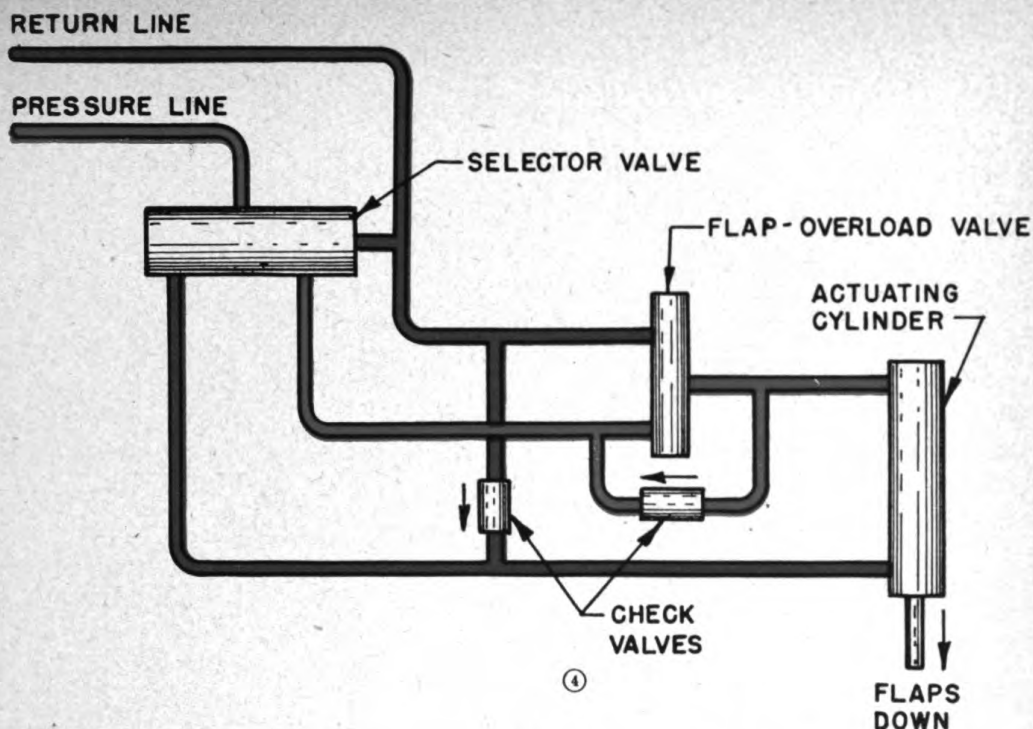 RETURN LINE
PRESSURE LINE
SELECTOR VALVE
FLAP-OVERLOAD VALVE
ACTUATING
CYLINDER
CHECK
VALVES
④
FLAPS
DOWN